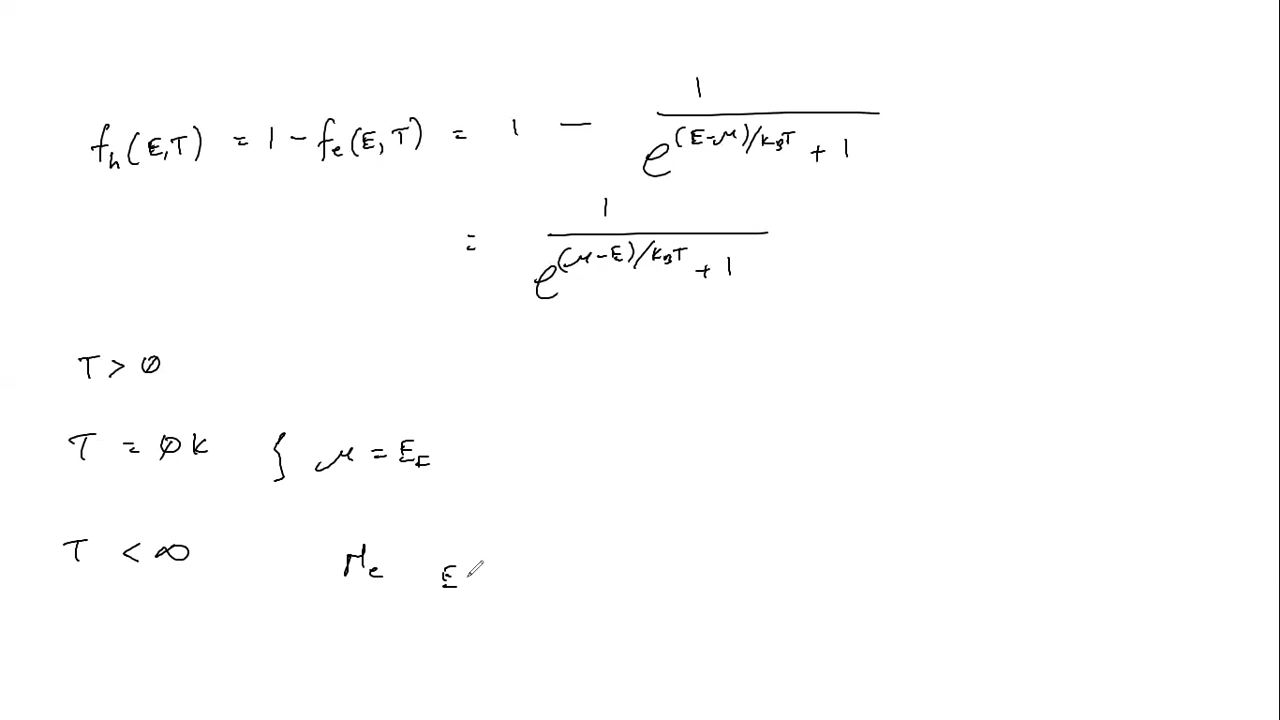 f_h(E,T) = 1 - f_e(E,T) = 1 - 1/(e^{(E-μ)/k_BT} + 1)
= 1/(e^{(μ-E)/k_BT} + 1)
T > 0
T = 0 K { μ = E_F
T < ∞ μ_e E